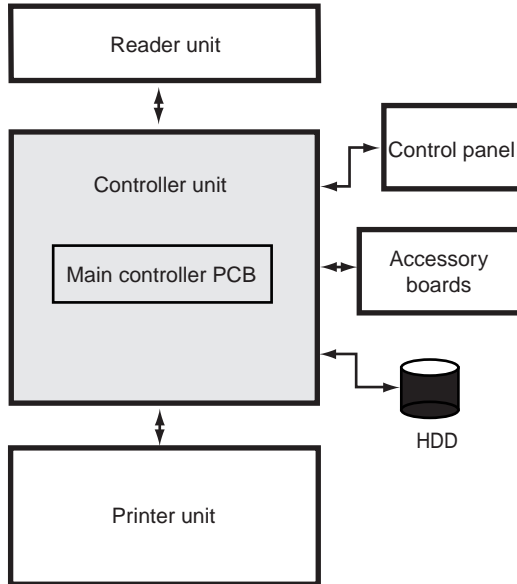 Reader unit
Control panel
Controller unit
Main controller PCB
Accessory
boards
HDD
Printer unit